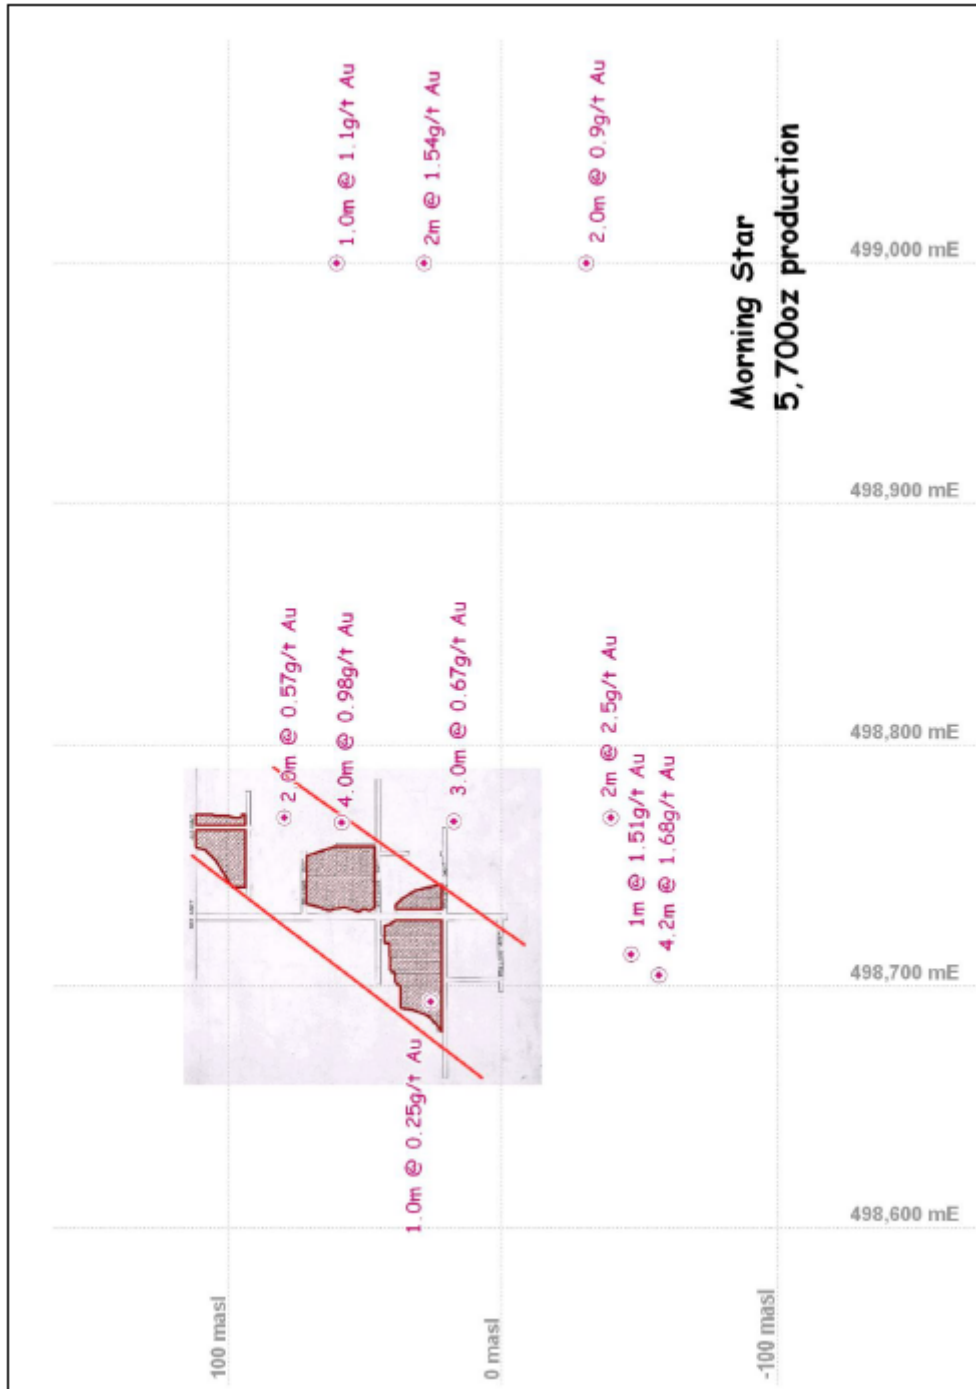 1.0m @ 1.1g/t Au
2m @ 1.54g/t Au
2.0m @ 0.9g/t Au
Morning Star
5,700oz production
499,000 mE
498,900 mE
2.0m @ 0.57g/t Au
4.0m @ 0.98g/t Au
3.0m @ 0.67g/t Au
2m @ 2.5g/t Au
1m @ 1.51g/t Au
4.2m @ 1.68g/t Au
498,800 mE
498,700 mE
1.0m @ 0.25g/t Au
498,600 mE
100 masl
0 masl
-100 masl